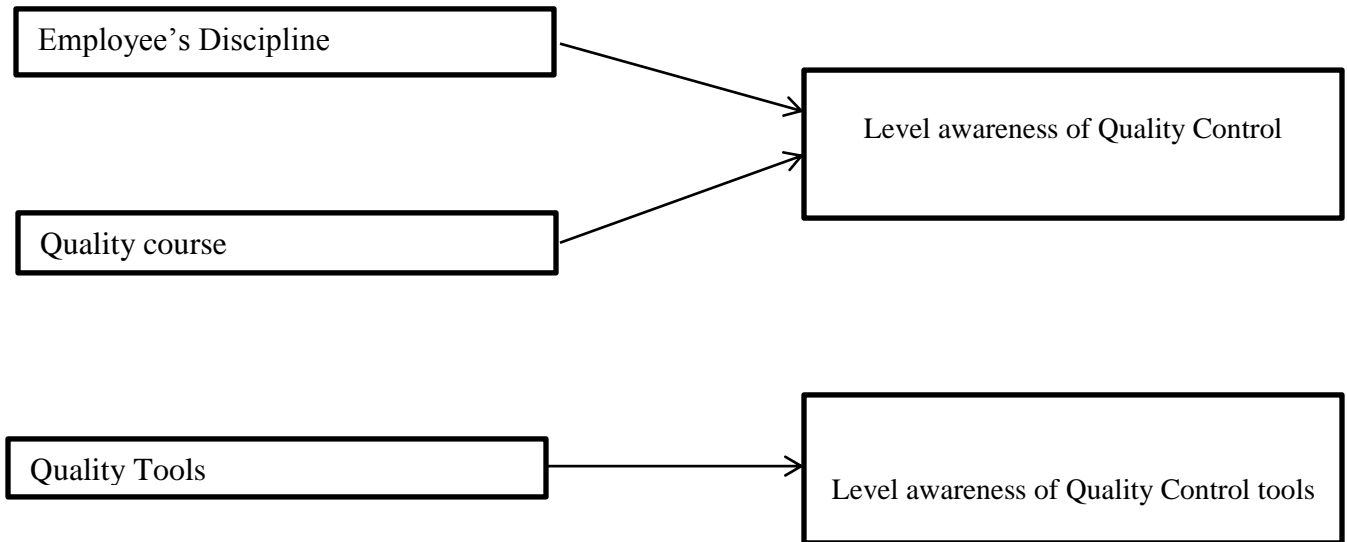 Employee’s Discipline
Level awareness of Quality Control
Quality course
Quality Tools
Level awareness of Quality Control tools